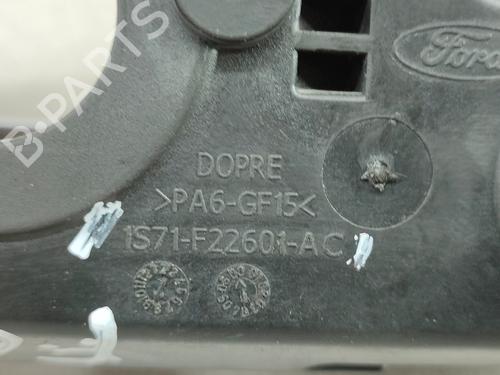 B-PARTS
Ford
DOPRE
>PA6-GF15<
1S71-F22601-AC